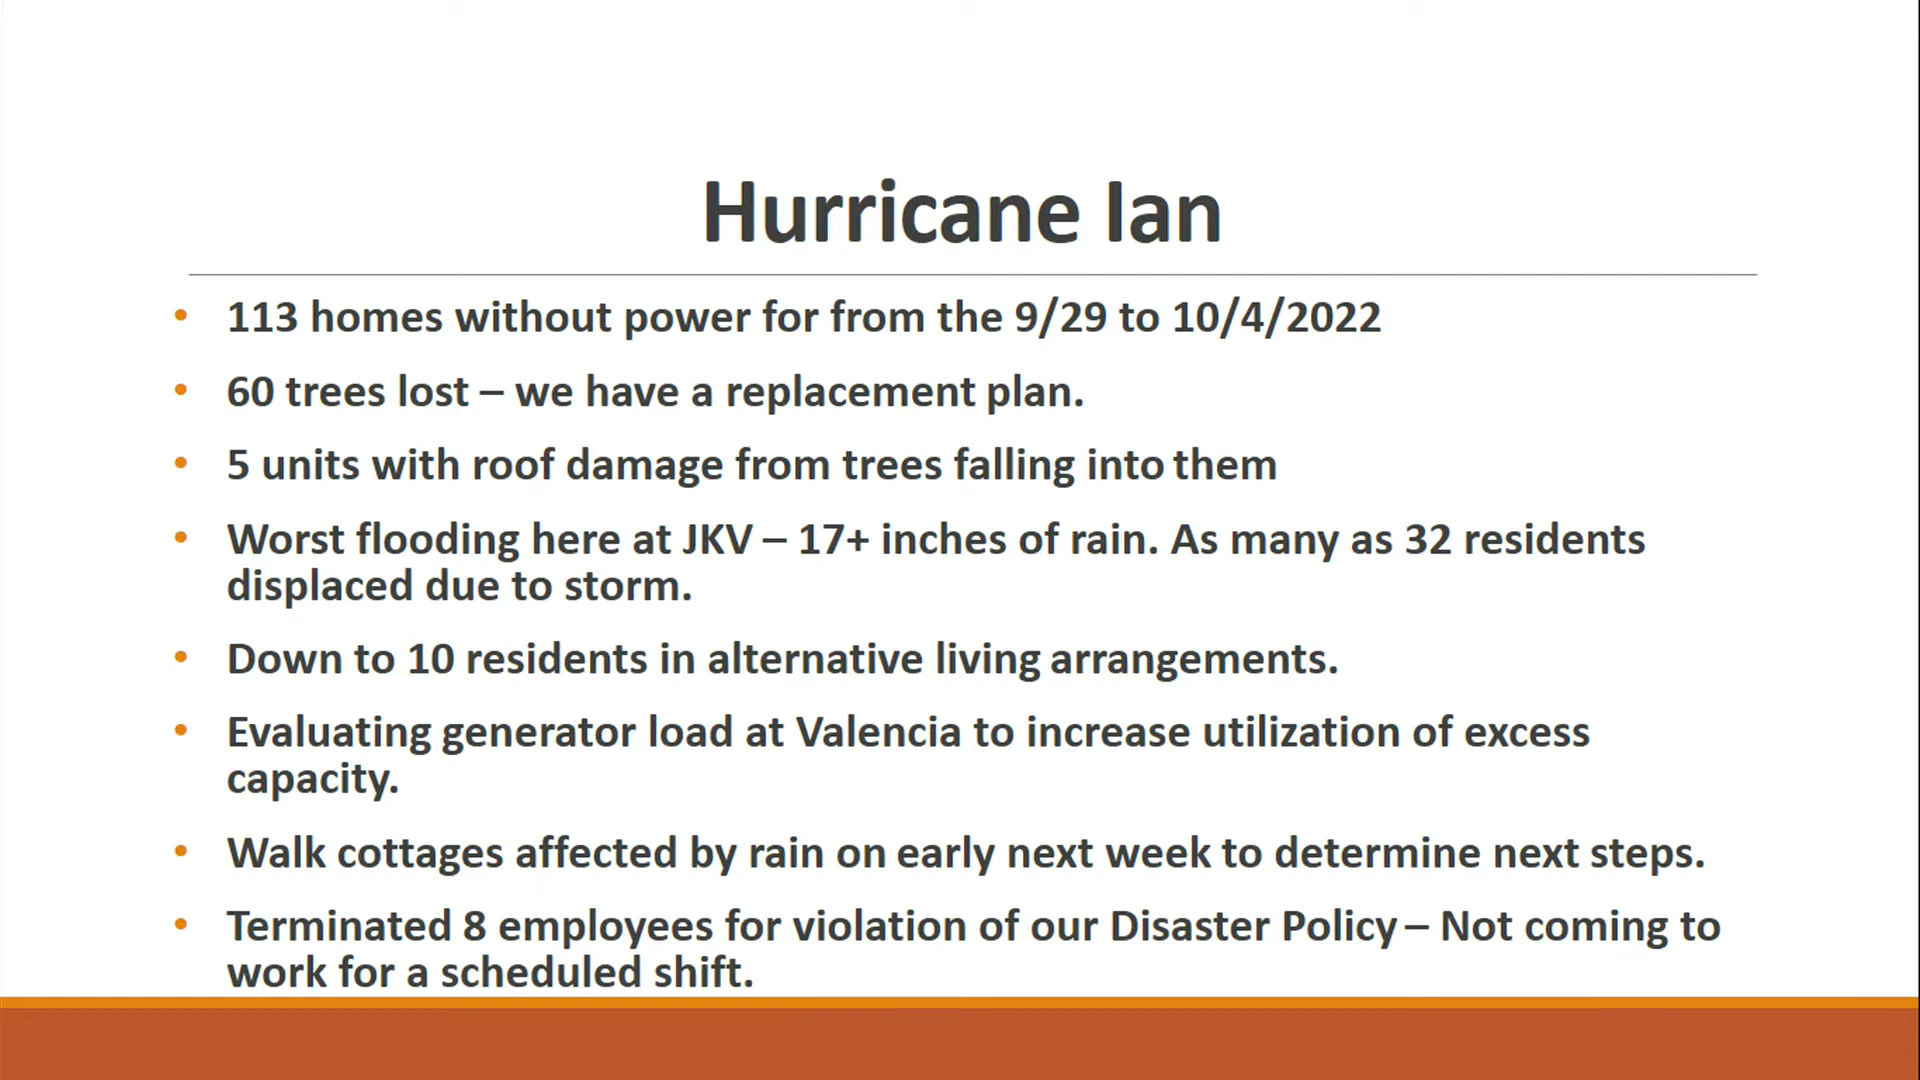 Hurricane Ian
• 113 homes without power for from the 9/29 to 10/4/2022
• 60 trees lost – we have a replacement plan.
• 5 units with roof damage from trees falling into them
• Worst flooding here at JKV – 17+ inches of rain. As many as 32 residents
displaced due to storm.
• Down to 10 residents in alternative living arrangements.
• Evaluating generator load at Valencia to increase utilization of excess
capacity.
• Walk cottages affected by rain on early next week to determine next steps.
• Terminated 8 employees for violation of our Disaster Policy – Not coming to
work for a scheduled shift.